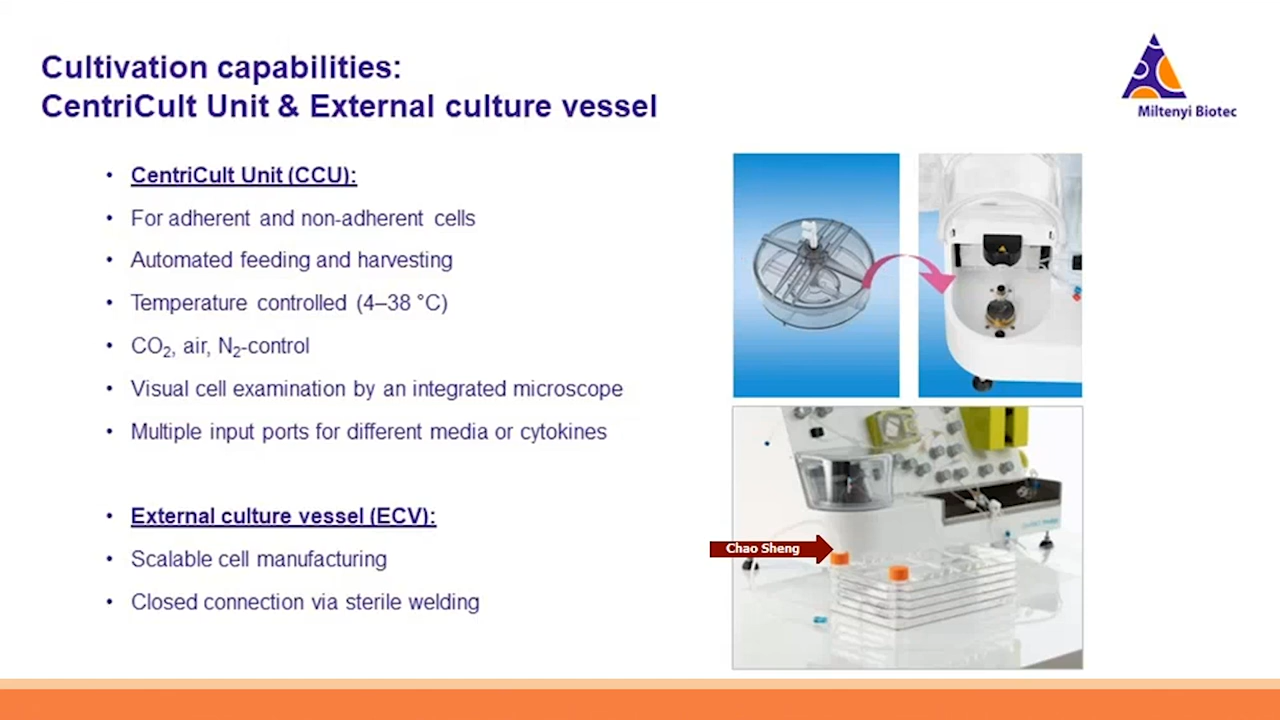 Cultivation capabilities:
CentriCult Unit & External culture vessel
Miltenyi Biotec
• CentriCult Unit (CCU):
• For adherent and non-adherent cells
• Automated feeding and harvesting
• Temperature controlled (4–38 °C)
• CO₂, air, N₂-control
• Visual cell examination by an integrated microscope
• Multiple input ports for different media or cytokines
• External culture vessel (ECV):
• Scalable cell manufacturing
• Closed connection via sterile welding
Chao Sheng